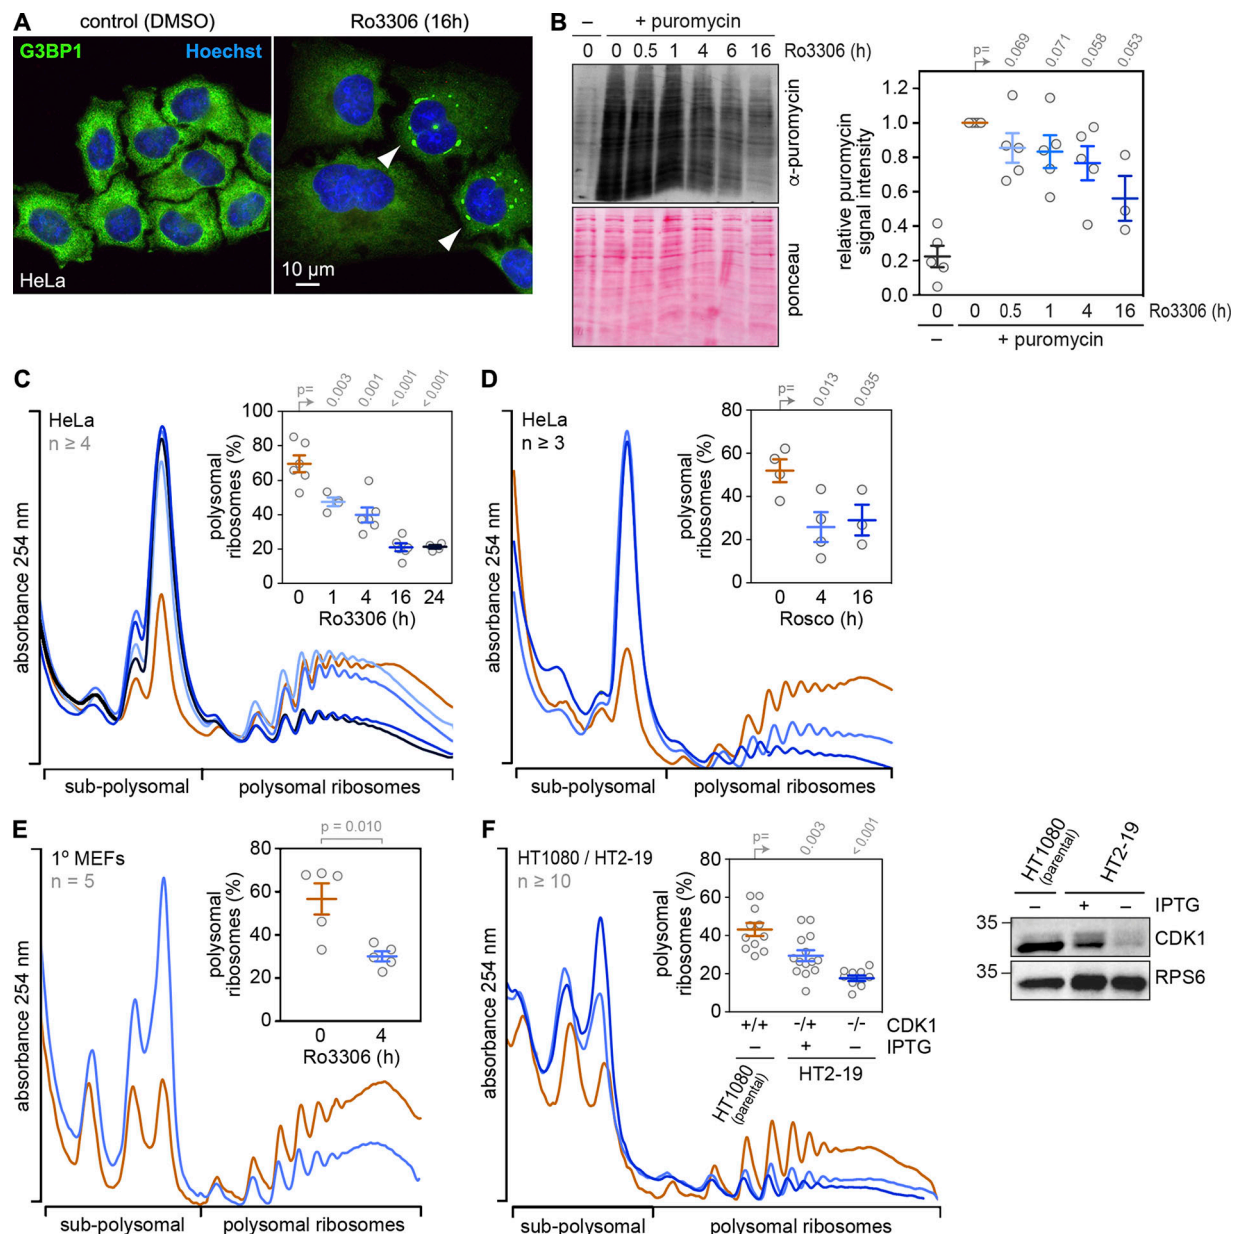 A
control (DMSO)
Ro3306 (16h)
G3BP1
Hoechst
HeLa
10 µm
B
– + puromycin
0 0 0.5 1 4 6 16 Ro3306 (h)
α-puromycin
ponceau
p= 0.069 0.071 0.058 0.053
relative puromycin
signal intensity
1.2
1.0
0.8
0.6
0.4
0.2
0.0
0 0 0.5 1 4 16 Ro3306 (h)
– + puromycin
C
HeLa
n ≥ 4
absorbance 254 nm
p= 0.003 0.001 <0.001 <0.001
polysomal
ribosomes (%)
100
80
60
40
20
0
0 1 4 16 24
Ro3306 (h)
sub-polysomal
polysomal ribosomes
D
HeLa
n ≥ 3
absorbance 254 nm
p= 0.013 0.035
polysomal
ribosomes (%)
80
60
40
20
0
0 4 16
Rosco (h)
sub-polysomal
polysomal ribosomes
E
1º MEFs
n = 5
absorbance 254 nm
p = 0.010
polysomal
ribosomes (%)
80
60
40
20
0
0 4
Ro3306 (h)
sub-polysomal
polysomal ribosomes
F
HT1080 / HT2-19
n ≥ 10
absorbance 254 nm
p= 0.003 <0.001
polysomal
ribosomes (%)
80
60
40
20
0
+/+ -/+ -/- CDK1
– + – IPTG
HT1080
(parental)
HT2-19
sub-polysomal
polysomal ribosomes
HT1080
(parental)
HT2-19
– + – IPTG
35
CDK1
35
RPS6